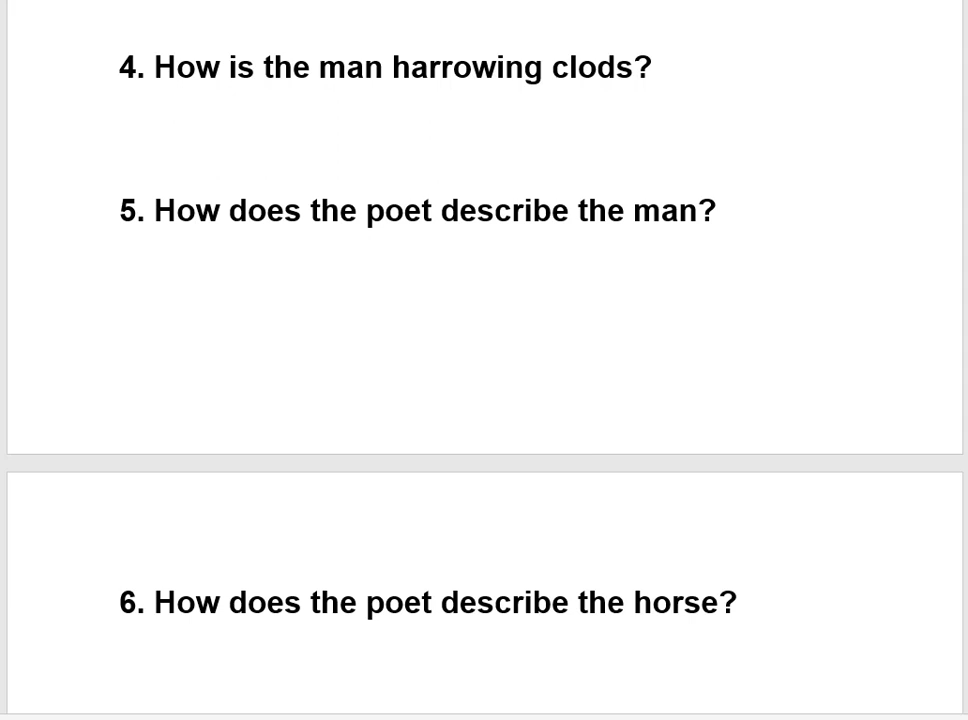 4. How is the man harrowing clods?
5. How does the poet describe the man?
6. How does the poet describe the horse?